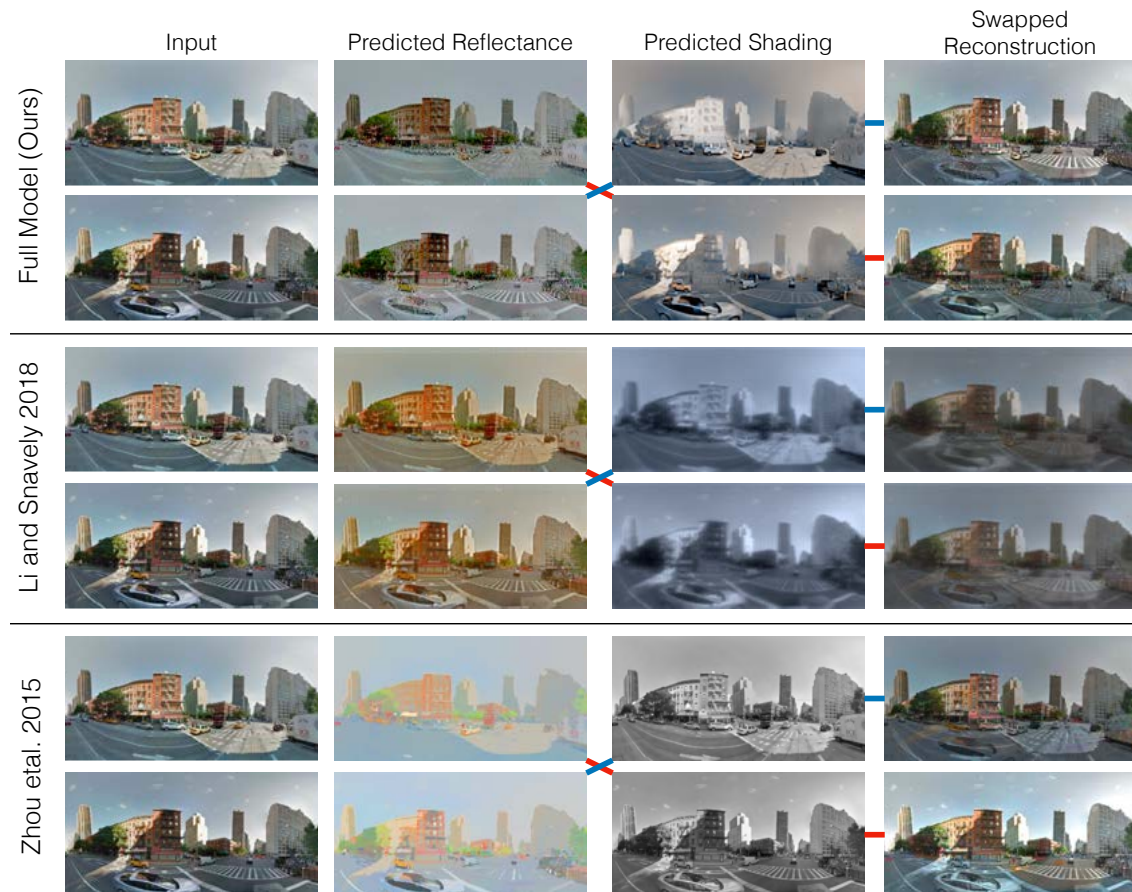 Input
Predicted Reflectance
Predicted Shading
Swapped
Reconstruction
Full Model (Ours)
Li and Snavely 2018
Zhou etal. 2015